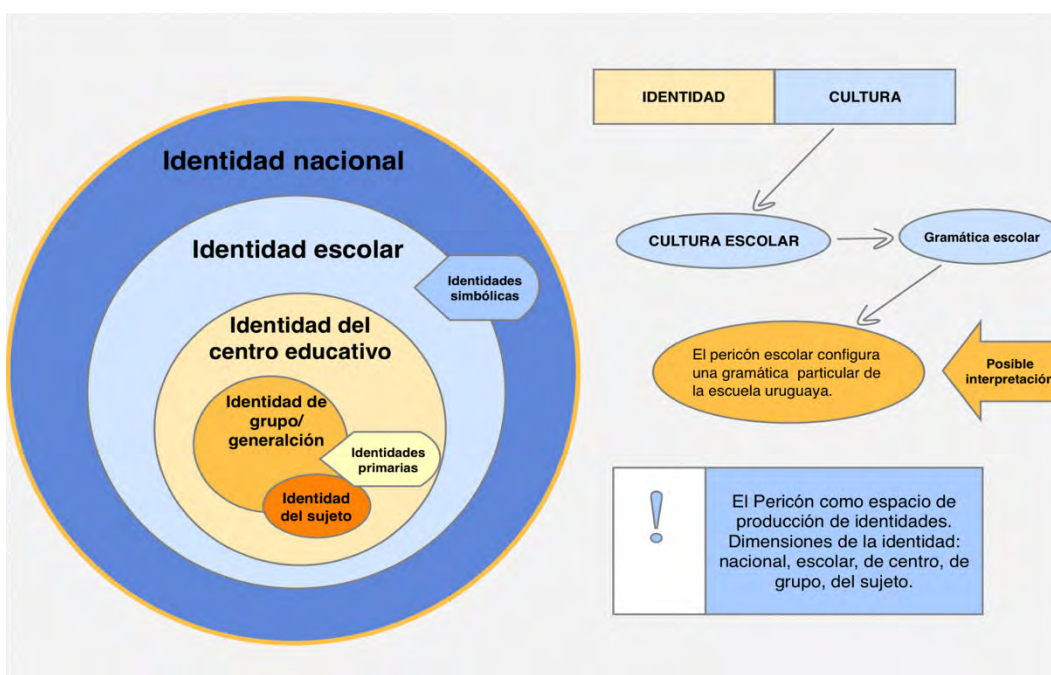 Identidad nacional
Identidad escolar
Identidades
simbólicas
Identidad del
centro educativo
Identidad de
grupo/
generalción
Identidades
primarias
Identidad
del sujeto
IDENTIDAD
CULTURA
CULTURA ESCOLAR
Gramática escolar
El pericón escolar configura
una gramática particular de
la escuela uruguaya.
Posible
interpretación
!
El Pericón como espacio de
producción de identidades.
Dimensiones de la identidad:
nacional, escolar, de centro, de
grupo, del sujeto.